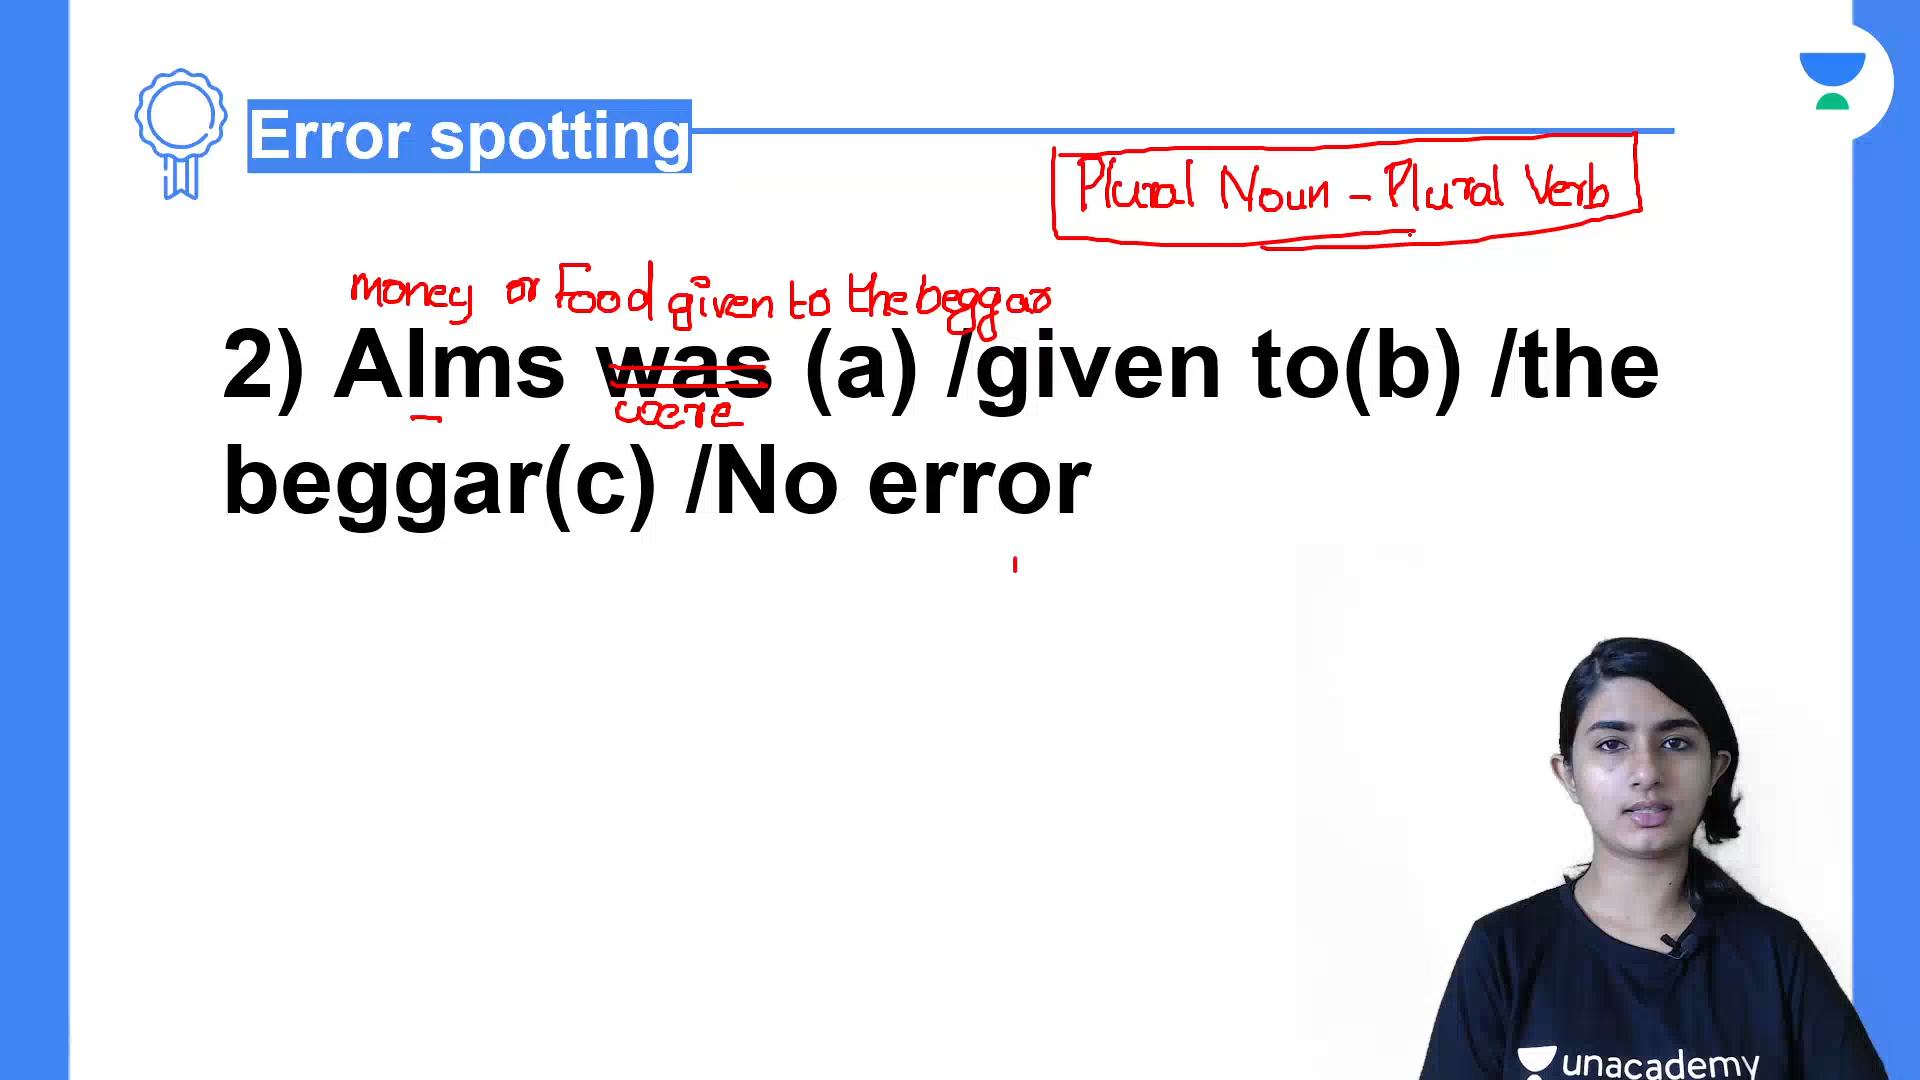 Error spotting
Plural Noun - Plural Verb
money or Food given to the beggar
2) Alms was (a) /given to(b) /the
were
beggar(c) /No error
unacademy